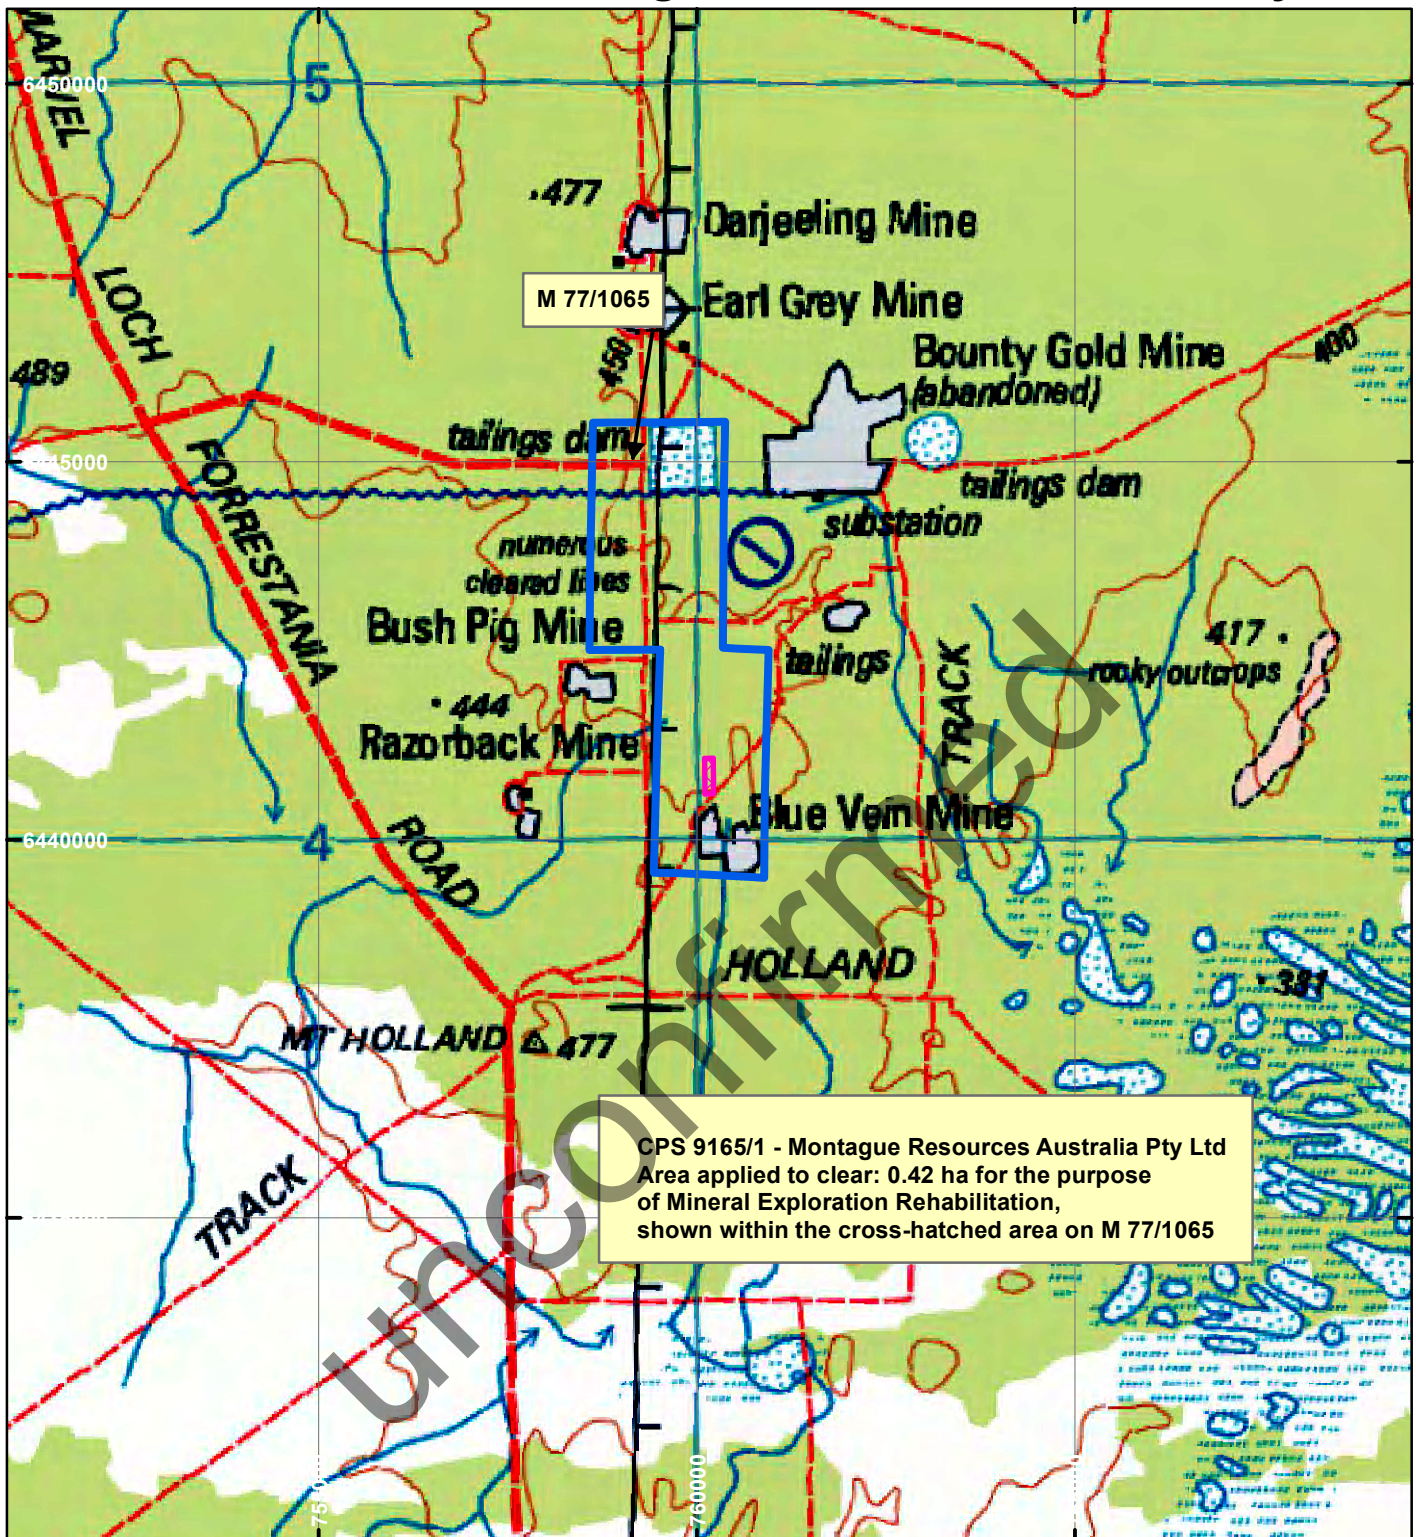 MARVEL
6450000
5
477
Darjeeling Mine
M 77/1065
Earl Grey Mine
LOCH
Bounty Gold Mine
(abandoned)
400
459
489
tailings dam
FORRESTANIA
tailings dam
substation
numerous
cleared lines
Bush Pig Mine
417
tailings
rocky outcrops
TRACK
444
Razorback Mine
Blue Vein Mine
6440000
4
ROAD
HOLLAND
381
MT HOLLAND 477
CPS 9165/1 - Montague Resources Australia Pty Ltd
Area applied to clear: 0.42 ha for the purpose
of Mineral Exploration Rehabilitation,
shown within the cross-hatched area on M 77/1065
TRACK
unconfirmed
760000